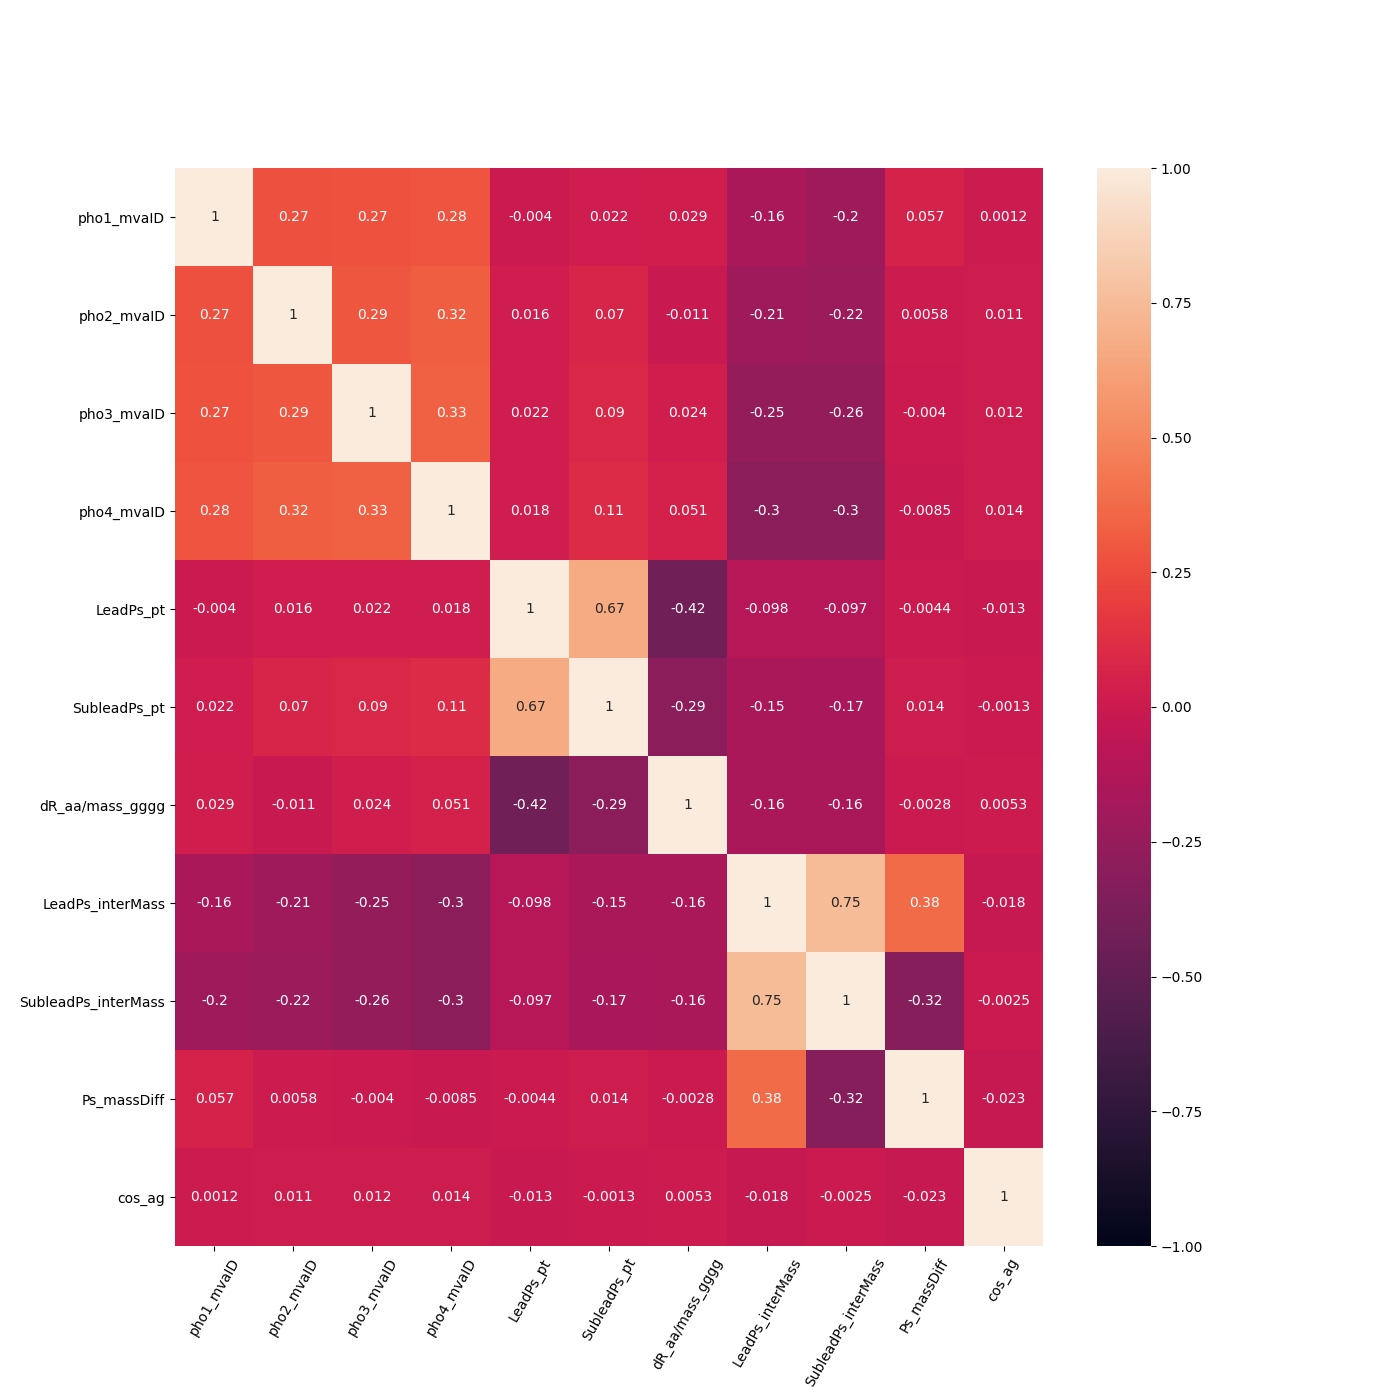 pho1_mvaID 1 0.27 0.27 0.28 -0.004 0.022 0.029 -0.16 -0.2 0.057 0.0012
pho2_mvaID 0.27 1 0.29 0.32 0.016 0.07 -0.011 -0.21 -0.22 0.0058 0.011
pho3_mvaID 0.27 0.29 1 0.33 0.022 0.09 0.024 -0.25 -0.26 -0.004 0.012
pho4_mvaID 0.28 0.32 0.33 1 0.018 0.11 0.051 -0.3 -0.3 -0.0085 0.014
LeadPs_pt -0.004 0.016 0.022 0.018 1 0.67 -0.42 -0.098 -0.097 -0.0044 -0.013
SubleadPs_pt 0.022 0.07 0.09 0.11 0.67 1 -0.29 -0.15 -0.17 0.014 -0.0013
dR_aa/mass_gggg 0.029 -0.011 0.024 0.051 -0.42 -0.29 1 -0.16 -0.16 -0.0028 0.0053
LeadPs_interMass -0.16 -0.21 -0.25 -0.3 -0.098 -0.15 -0.16 1 0.75 0.38 -0.018
SubleadPs_interMass -0.2 -0.22 -0.26 -0.3 -0.097 -0.17 -0.16 0.75 1 -0.32 -0.0025
Ps_massDiff 0.057 0.0058 -0.004 -0.0085 -0.0044 0.014 -0.0028 0.38 -0.32 1 -0.023
cos_ag 0.0012 0.011 0.012 0.014 -0.013 -0.0013 0.0053 -0.018 -0.0025 -0.023 1
pho1_mvaID
pho2_mvaID
pho3_mvaID
pho4_mvaID
LeadPs_pt
SubleadPs_pt
dR_aa/mass_gggg
LeadPs_interMass
SubleadPs_interMass
Ps_massDiff
cos_ag
1.00
0.75
0.50
0.25
0.00
−0.25
−0.50
−0.75
−1.00